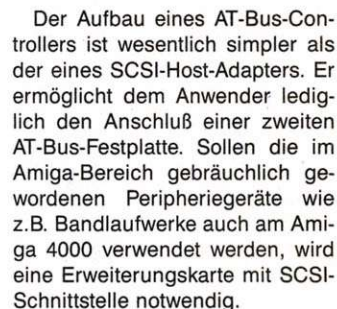 Der Aufbau eines AT-Bus-Con-
trollers ist wesentlich simpler als
der eines SCSI-Host-Adapters. Er
ermöglicht dem Anwender ledig-
lich den Anschluß einer zweiten
AT-Bus-Festplatte. Sollen die im
Amiga-Bereich gebräuchlich ge-
wordenen Peripheriegeräte wie
z.B. Bandlaufwerke auch am Ami-
ga 4000 verwendet werden, wird
eine Erweiterungskarte mit SCSI-
Schnittstelle notwendig.